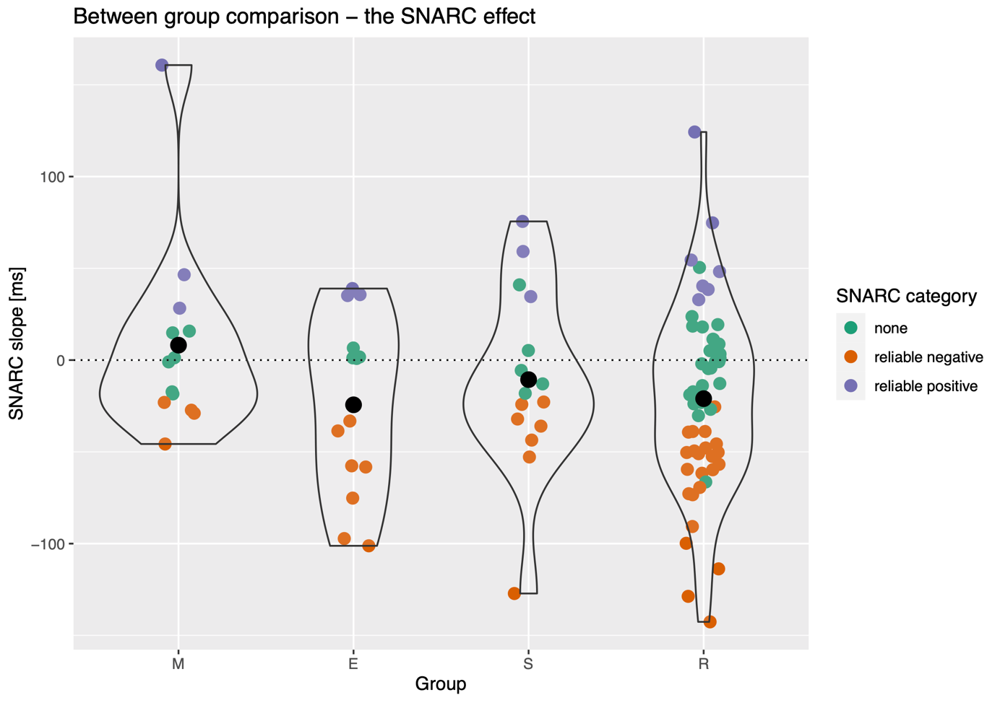 Between group comparison – the SNARC effect
SNARC slope [ms]
100
0
−100
M E S R
Group
SNARC category
none
reliable negative
reliable positive